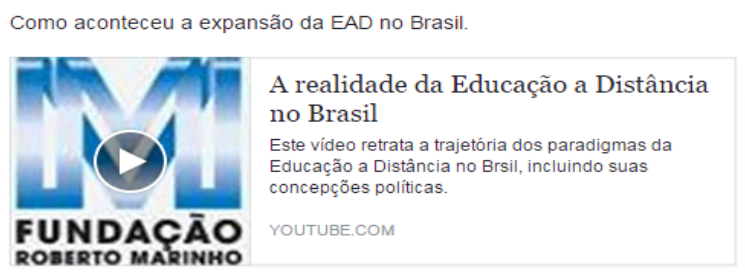 Como aconteceu a expansão da EAD no Brasil.
A realidade da Educação a Distância
no Brasil
Este vídeo retrata a trajetória dos paradigmas da
Educação a Distância no Brsil, incluindo suas
concepções políticas.
YOUTUBE.COM
FUNDAÇÃO
ROBERTO MARINHO